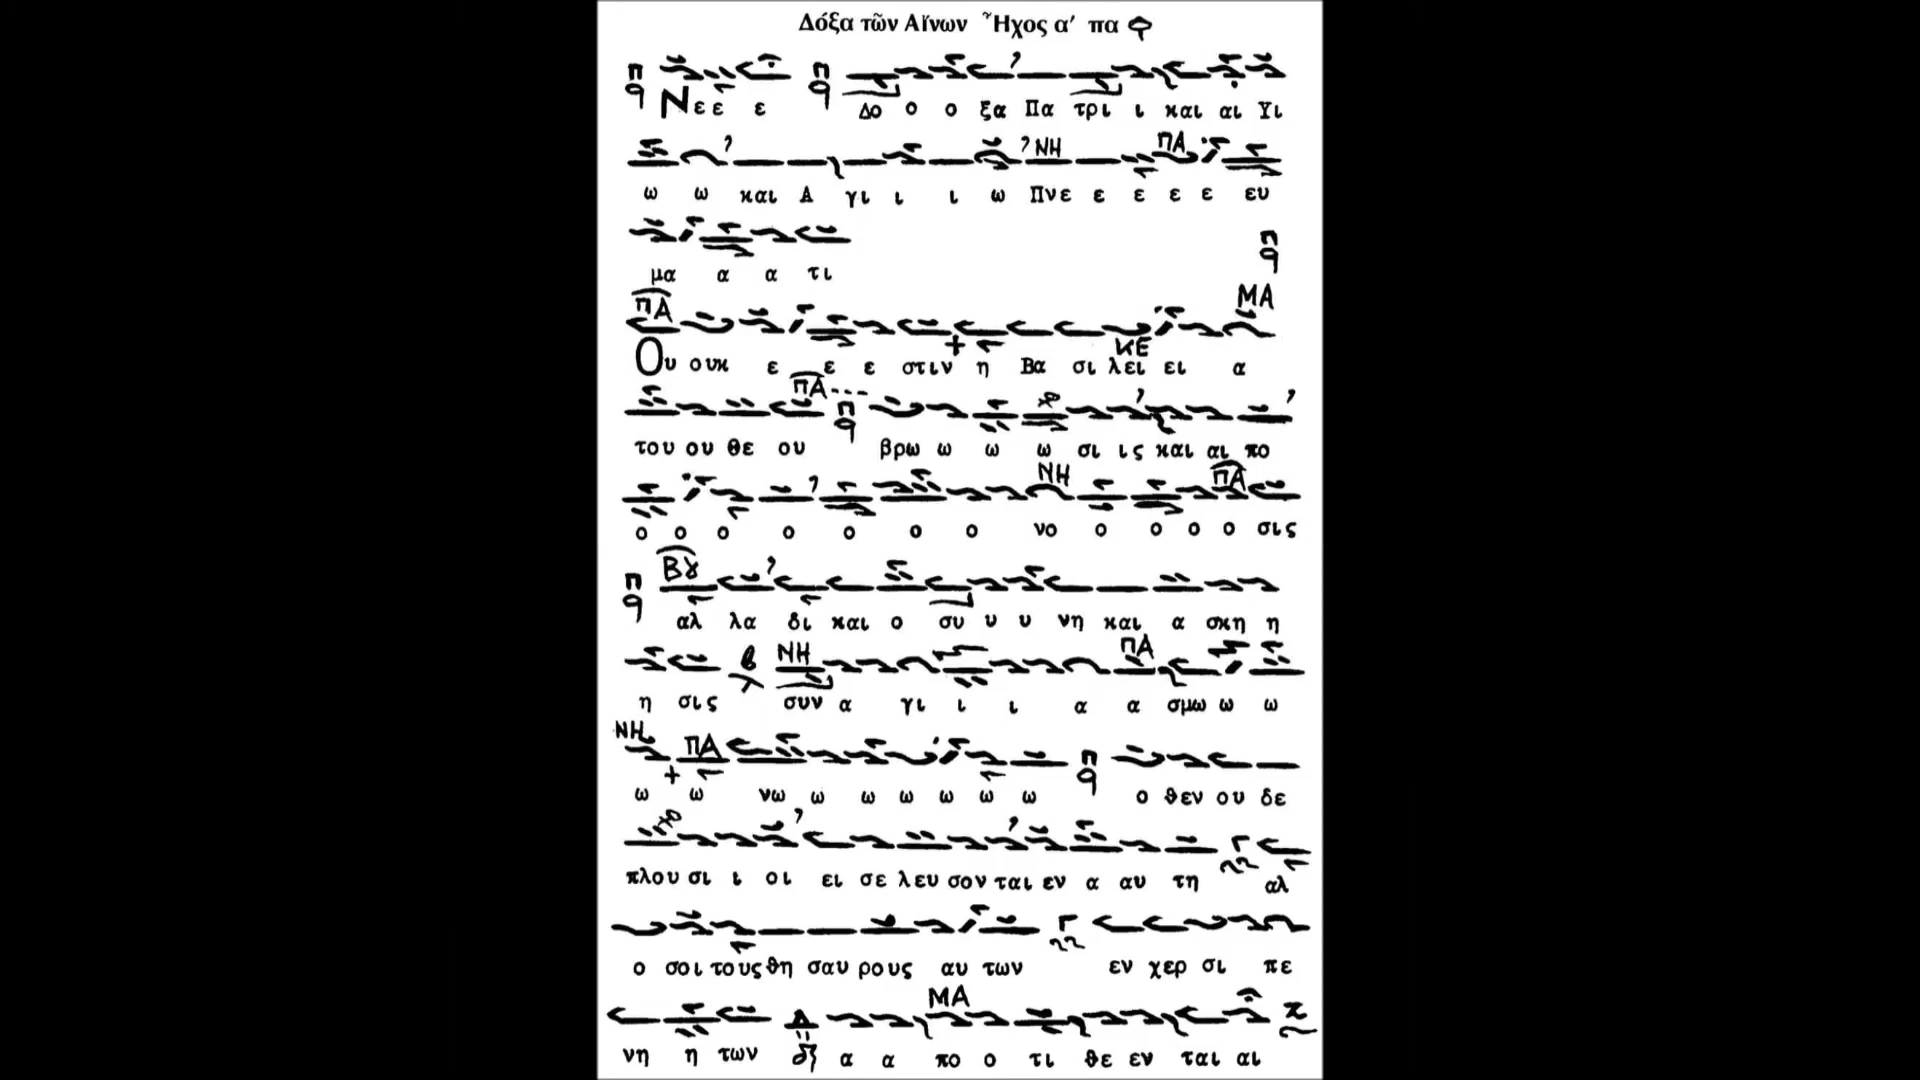 Δόξα τῶν Αἴνων Ἦχος α′ πα
Νε ε ε Δο ο ο ξα Πα τρι ι και αι Υι
ω ω και Α γι ι ι ω Πνε ε ε ε ε ευ
μα α α τι
Ου ουκ ε ε ε στιν η Βα σι λει ει α
του ου θε ου βρω ω ω ω σι ις και αι πο
ο ο ο ο ο ο ο νο ο ο ο ο σις
αλ λα δι και ο συ υ υ νη και α σκη η
η σις συν α γι ι ι α α σμω ω ω
ω ω νω ω ω ω ω ω ω ο θεν ου δε
πλου σι ι οι ει σε λευ σον ται εν α αυ τη αλ
ο σοι τους θη σαυ ρους αυ των εν χερ σι πε
νη η των α α πο ο τι θε εν ται αι